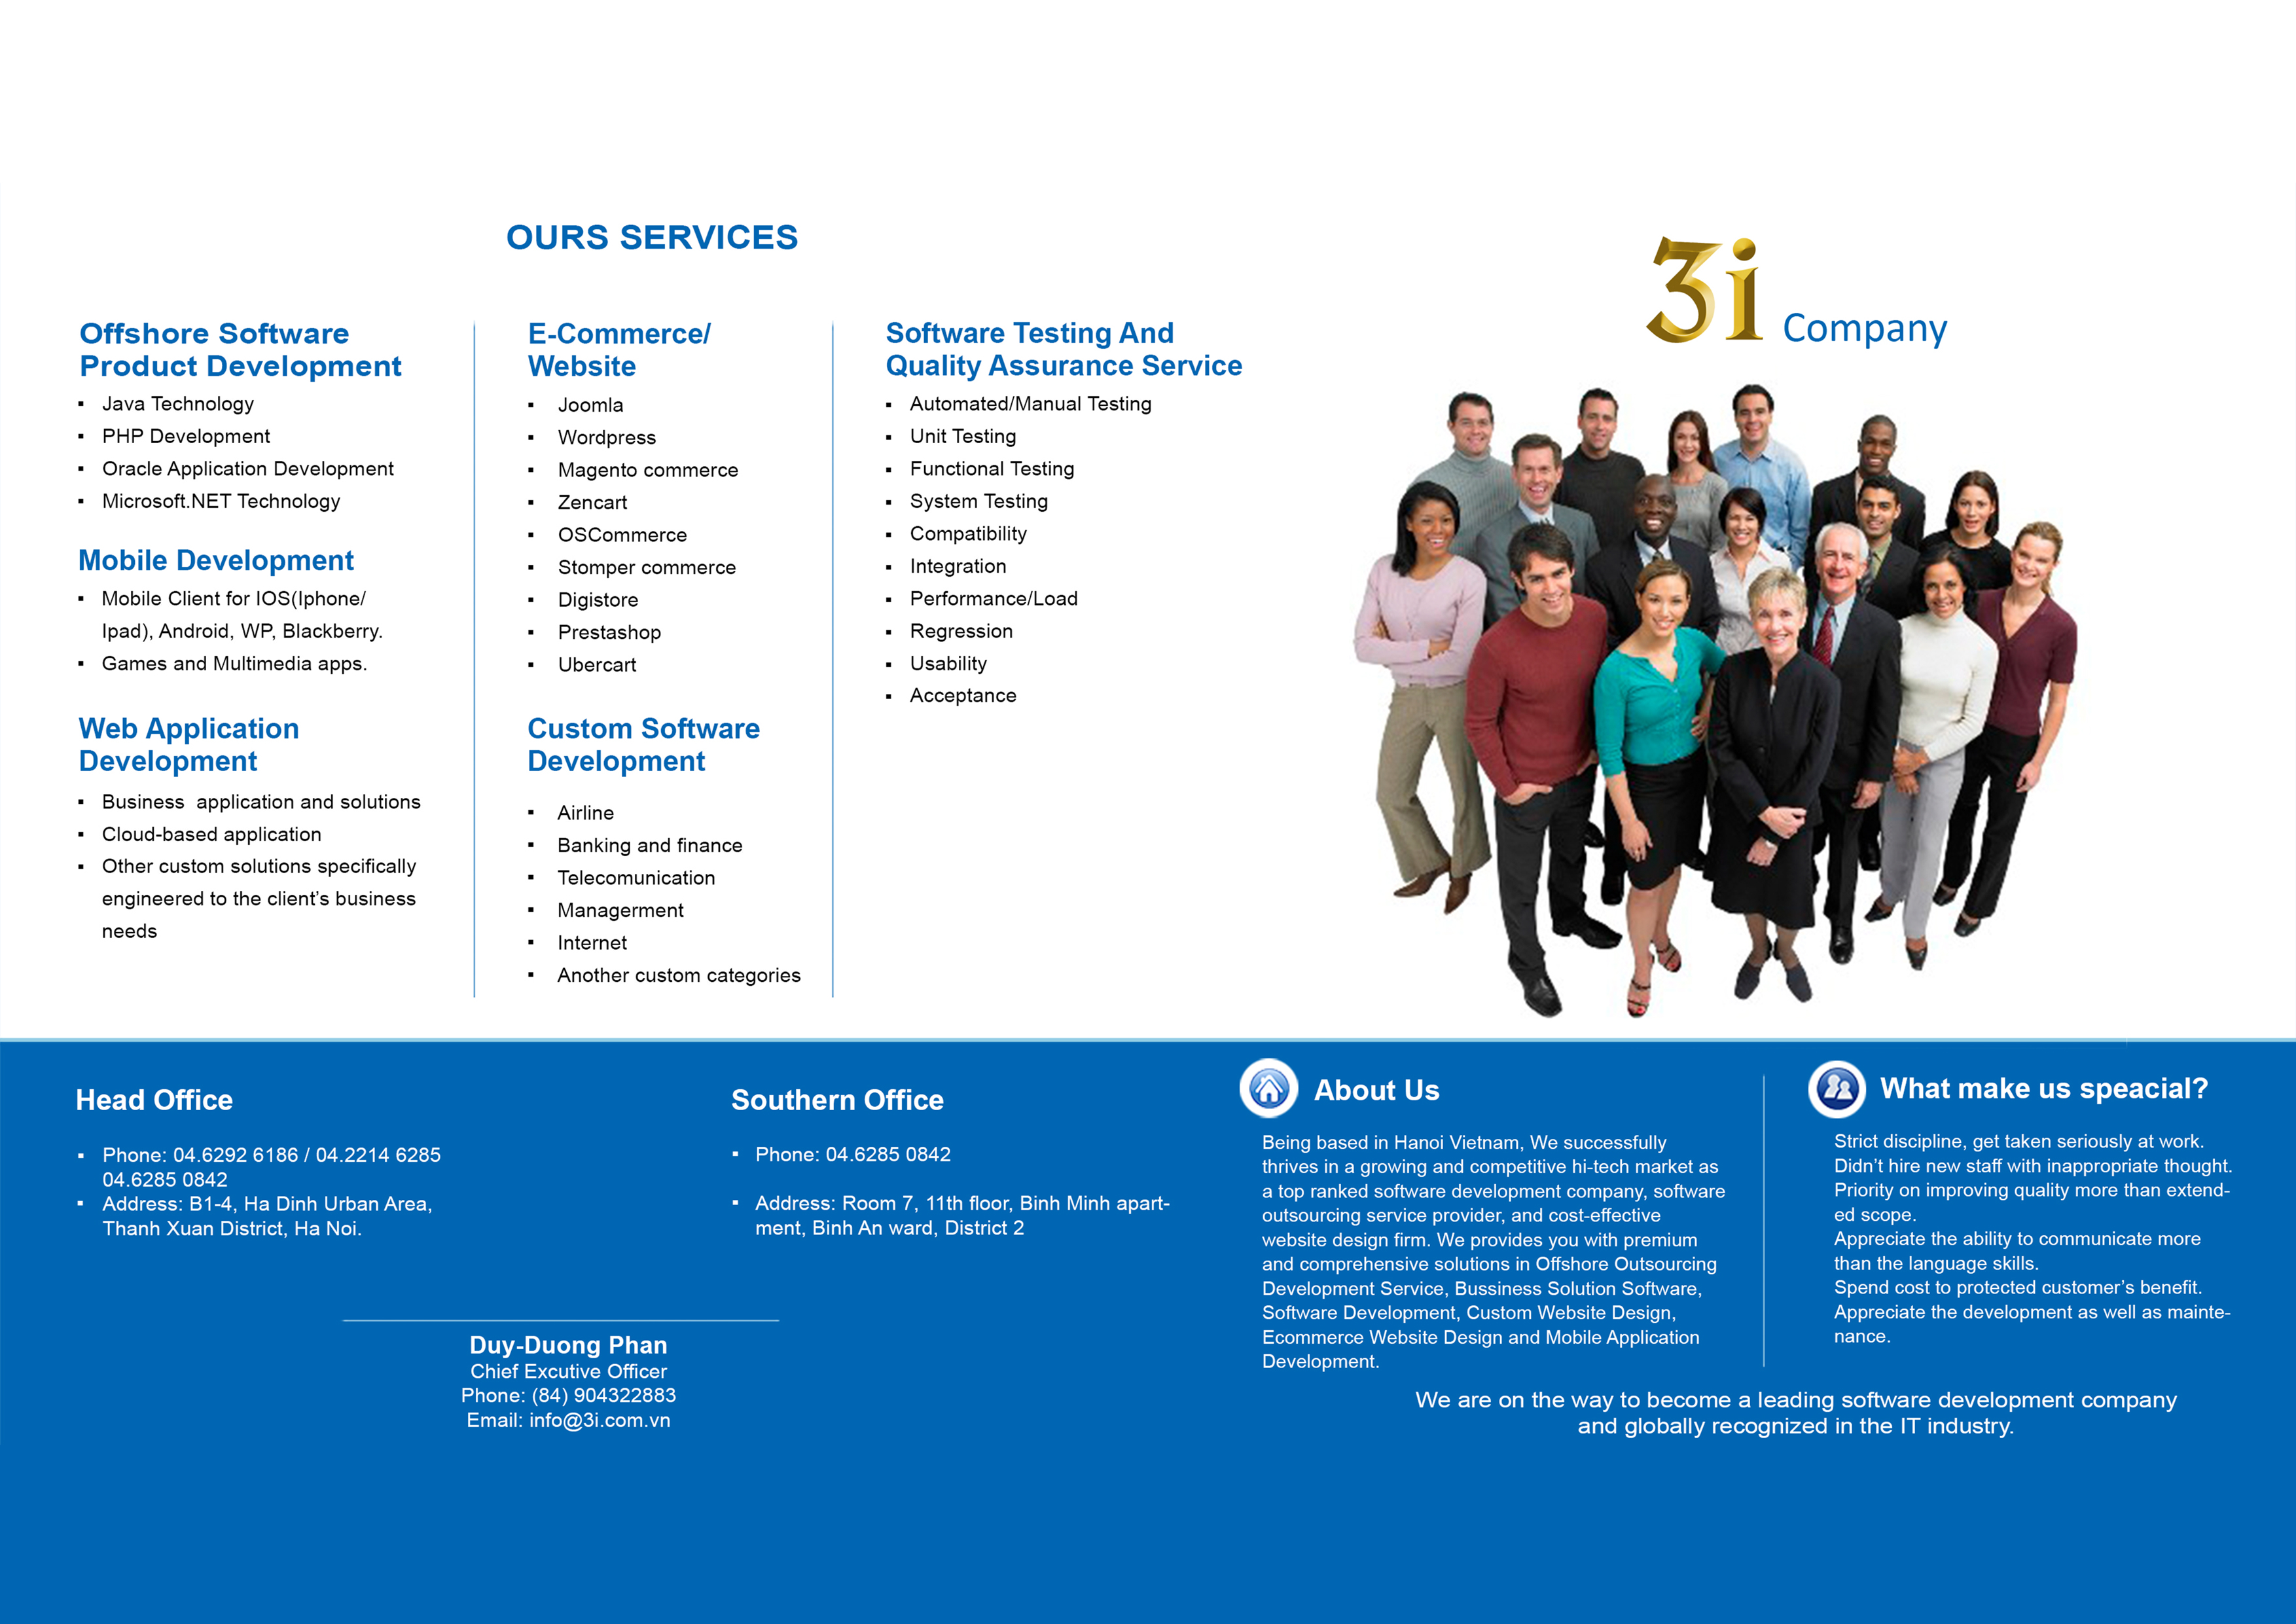 OURS SERVICES
Offshore Software
Product Development
Java Technology
PHP Development
Oracle Application Development
Microsoft.NET Technology
Mobile Development
Mobile Client for IOS(Iphone/
Ipad), Android, WP, Blackberry.
Games and Multimedia apps.
Web Application
Development
Business  application and solutions
Cloud-based application
Other custom solutions specifically
engineered to the client’s business
needs
E-Commerce/
Website
Joomla
Wordpress
Magento commerce
Zencart
OSCommerce
Stomper commerce
Digistore
Prestashop
Ubercart
Custom Software
Development
Airline
Banking and finance
Telecomunication
Managerment
Internet
Another custom categories
Software Testing And
Quality Assurance Service
Automated/Manual Testing
Unit Testing
Functional Testing
System Testing
Compatibility
Integration
Performance/Load
Regression
Usability
Acceptance
3i Company
Head Office
Phone: 04.6292 6186 / 04.2214 6285
04.6285 0842
Address: B1-4, Ha Dinh Urban Area,
Thanh Xuan District, Ha Noi.
Southern Office
Phone: 04.6285 0842
Address: Room 7, 11th floor, Binh Minh apart-
ment, Binh An ward, District 2
Duy-Duong Phan
Chief Excutive Officer
Phone: (84) 904322883
Email: info@3i.com.vn
About Us
Being based in Hanoi Vietnam, We successfully
thrives in a growing and competitive hi-tech market as
a top ranked software development company, software
outsourcing service provider, and cost-effective
website design firm. We provides you with premium
and comprehensive solutions in Offshore Outsourcing
Development Service, Bussiness Solution Software,
Software Development, Custom Website Design,
Ecommerce Website Design and Mobile Application
Development.
What make us speacial?
Strict discipline, get taken seriously at work.
Didn’t hire new staff with inappropriate thought.
Priority on improving quality more than extend-
ed scope.
Appreciate the ability to communicate more
than the language skills.
Spend cost to protected customer’s benefit.
Appreciate the development as well as mainte-
nance.
We are on the way to become a leading software development company
and globally recognized in the IT industry.